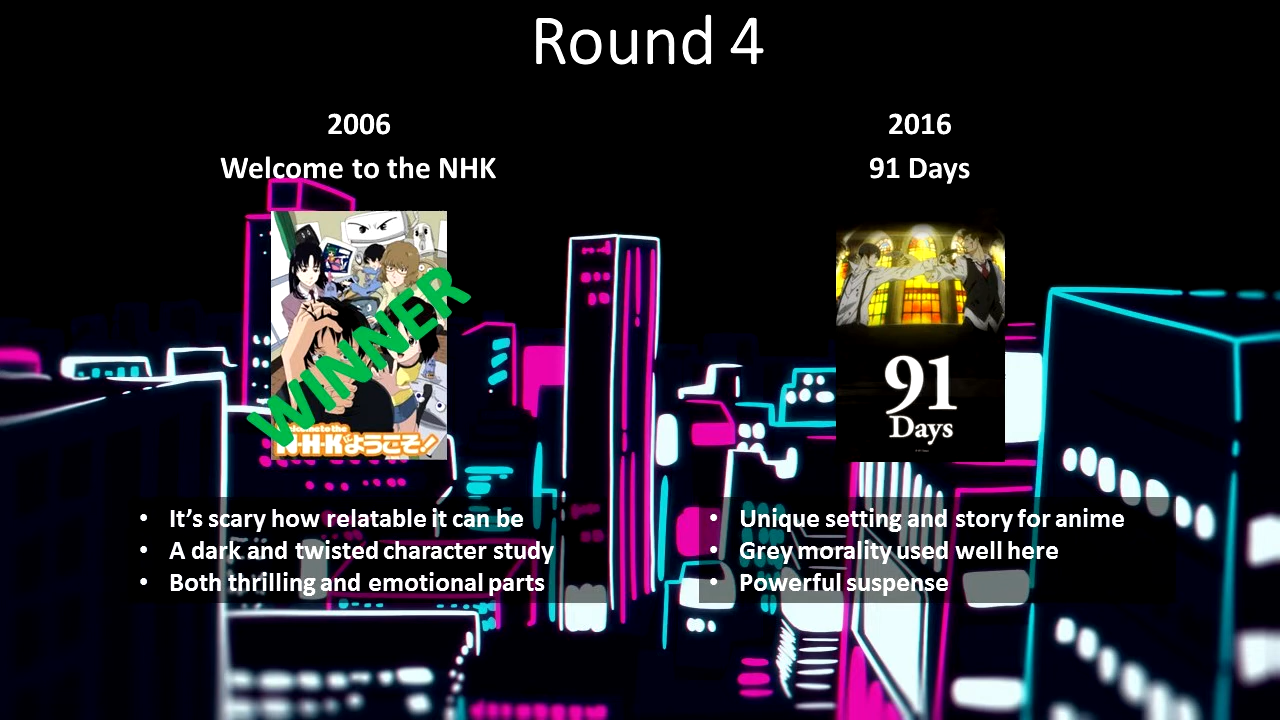 Round 4
2006
Welcome to the NHK
WINNER
N·H·Kにようこそ!
• It’s scary how relatable it can be
• A dark and twisted character study
• Both thrilling and emotional parts
2016
91 Days
91
Days
• Unique setting and story for anime
• Grey morality used well here
• Powerful suspense